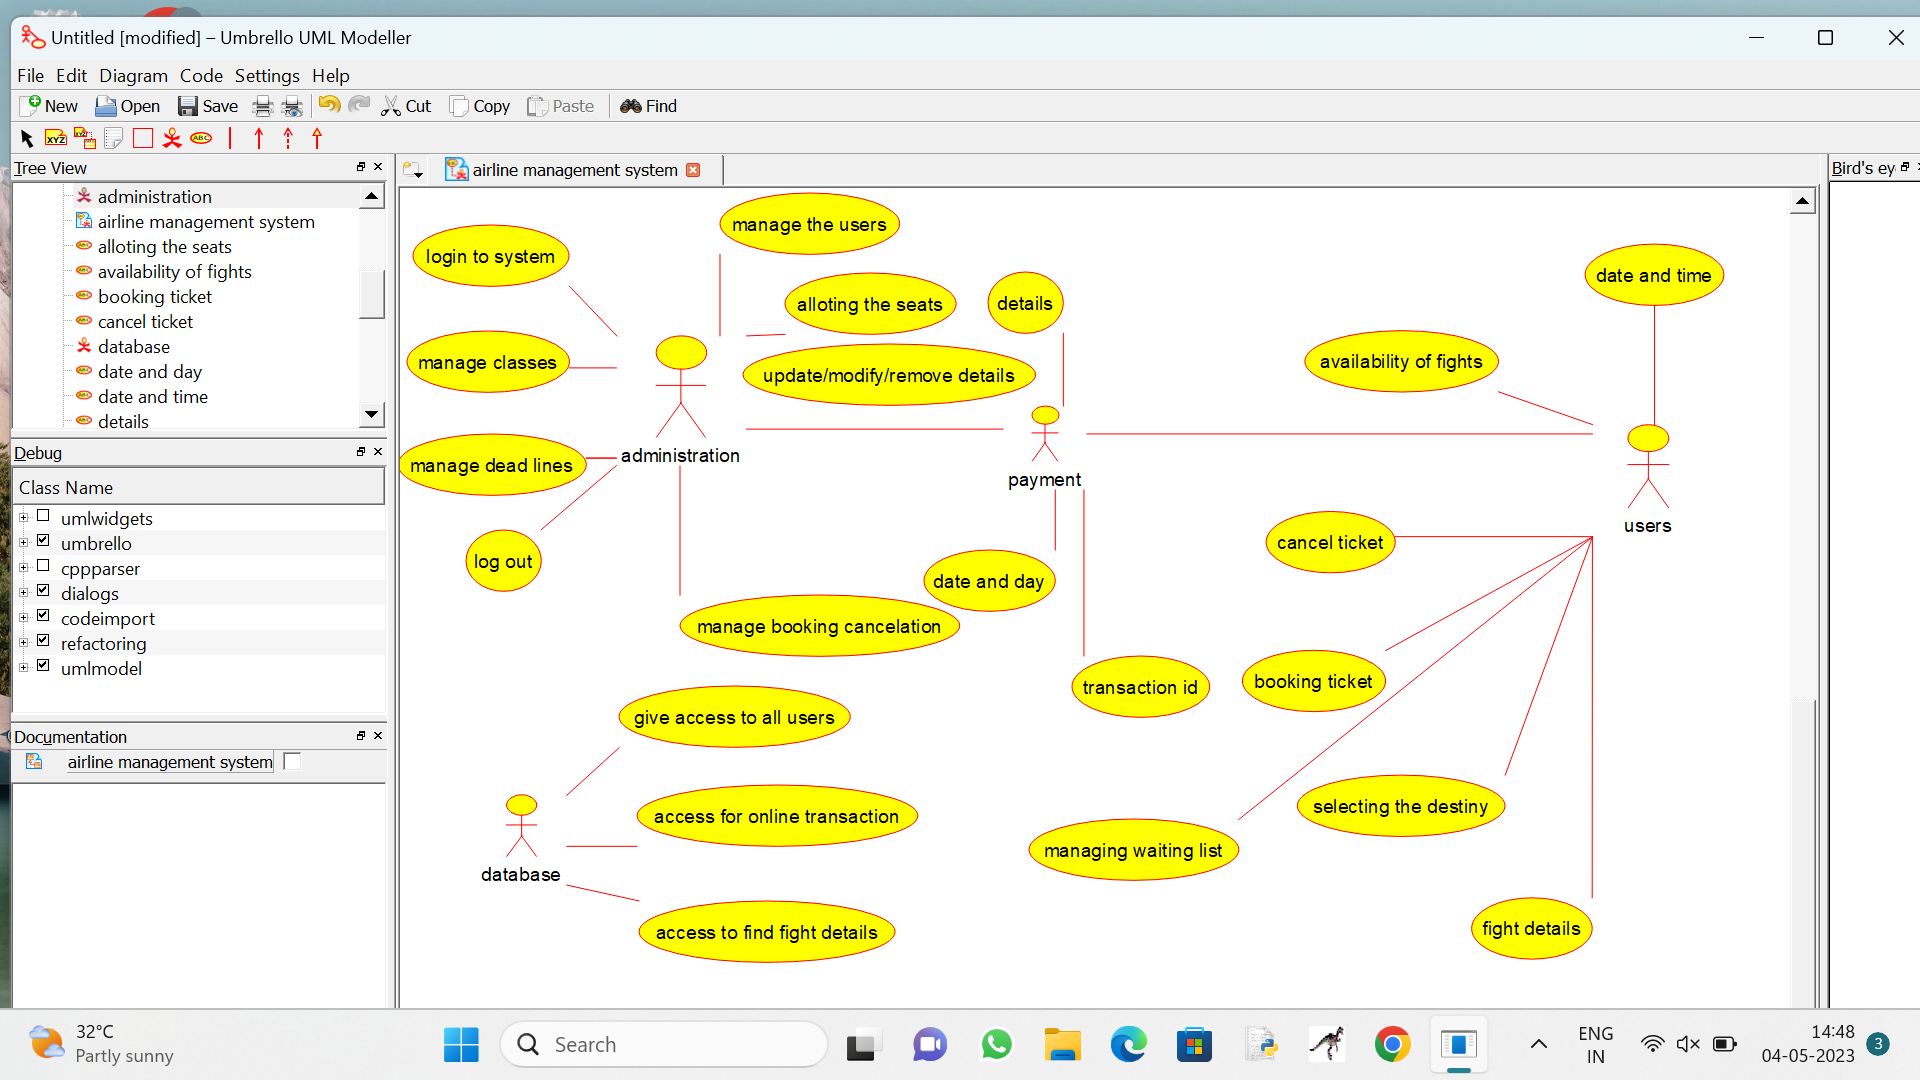 Untitled [modified] – Umbrello UML Modeller
File Edit Diagram Code Settings Help
New Open Save Cut Copy Paste Find
XYZ XYZ ABC
Tree View
administration
airline management system
alloting the seats
availability of fights
booking ticket
cancel ticket
database
date and day
date and time
details
Debug
Class Name
umlwidgets
umbrello
cppparser
dialogs
codeimport
refactoring
umlmodel
Documentation
airline management system
airline management system
Bird's ey
manage the users
login to system
date and time
alloting the seats
details
manage classes
update/modify/remove details
availability of fights
administration
manage dead lines
payment
users
log out
cancel ticket
date and day
manage booking cancelation
transaction id
booking ticket
give access to all users
access for online transaction
selecting the destiny
managing waiting list
database
access to find fight details
fight details
32°C
Partly sunny
Search
ENG
IN
14:48
04-05-2023
3